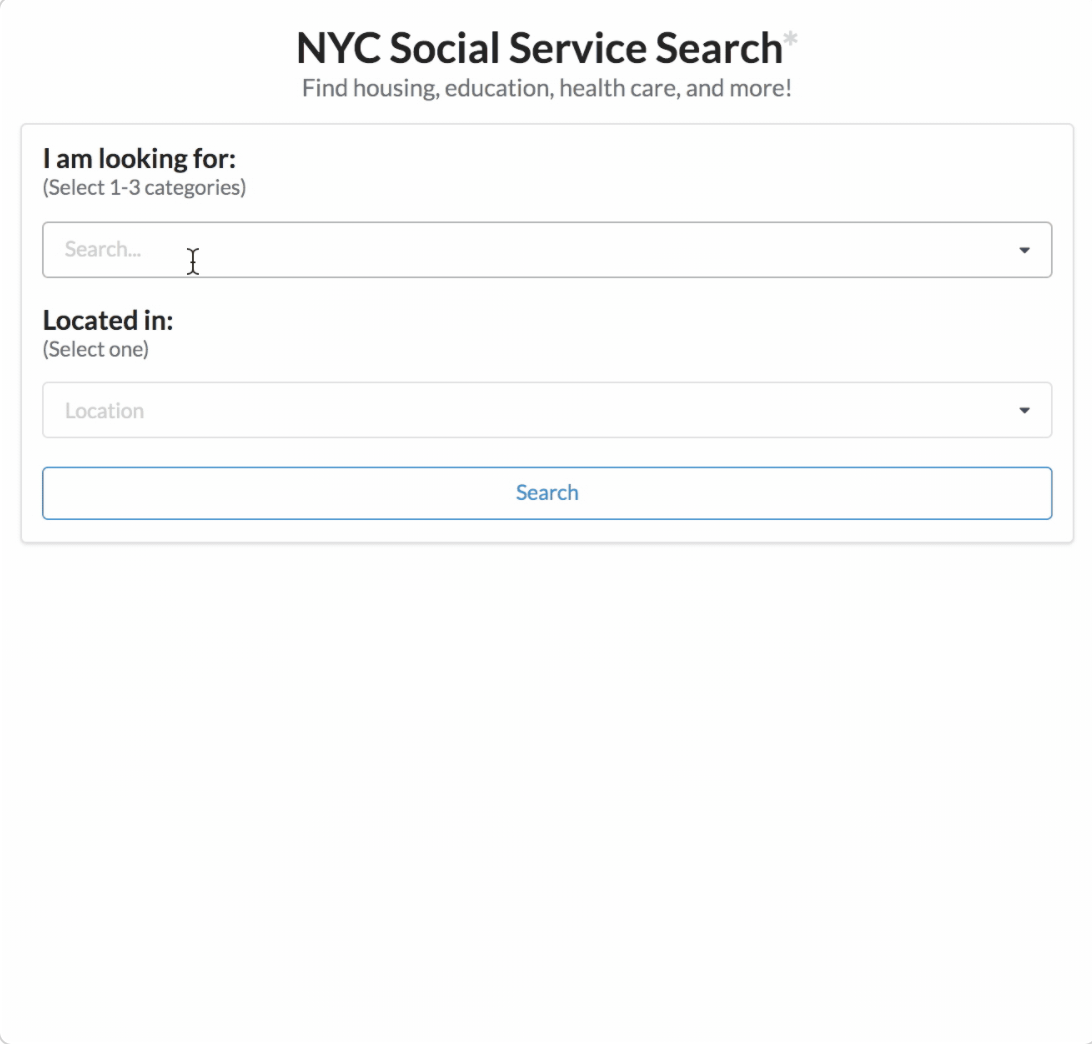 NYC Social Service Search*
Find housing, education, health care, and more!
I am looking for:
(Select 1-3 categories)
Search...
Located in:
(Select one)
Location
Search